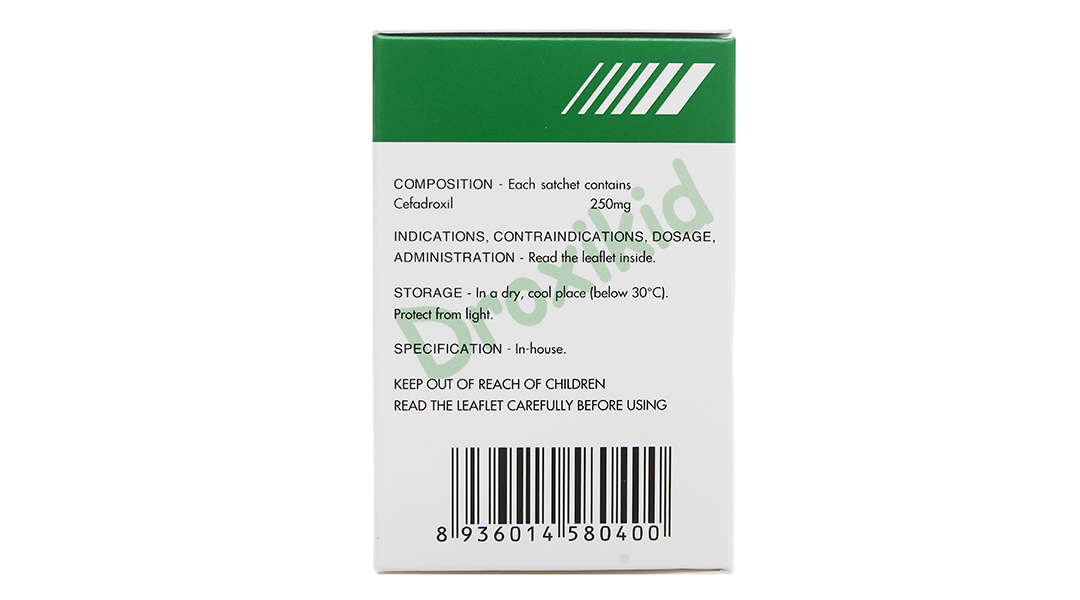 COMPOSITION - Each satchet contains
Cefadroxil 250mg
INDICATIONS, CONTRAINDICATIONS, DOSAGE,
ADMINISTRATION - Read the leaflet inside.
STORAGE - In a dry, cool place (below 30°C).
Protect from light.
SPECIFICATION - In-house.
KEEP OUT OF REACH OF CHILDREN
READ THE LEAFLET CAREFULLY BEFORE USING
Droxikid
8 936014 580400